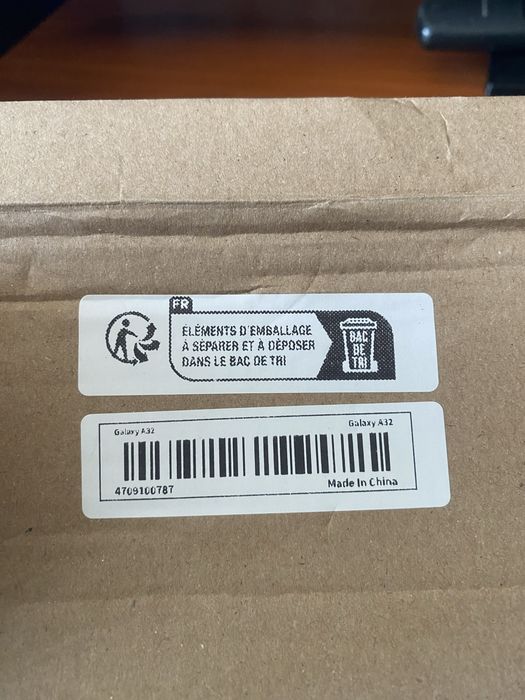 FR
ÉLÉMENTS D'EMBALLAGE
À SÉPARER ET À DÉPOSER
DANS LE BAC DE TRI
BAC
DE
TRI
Galaxy A32 Galaxy A32
4709100787 Made In China